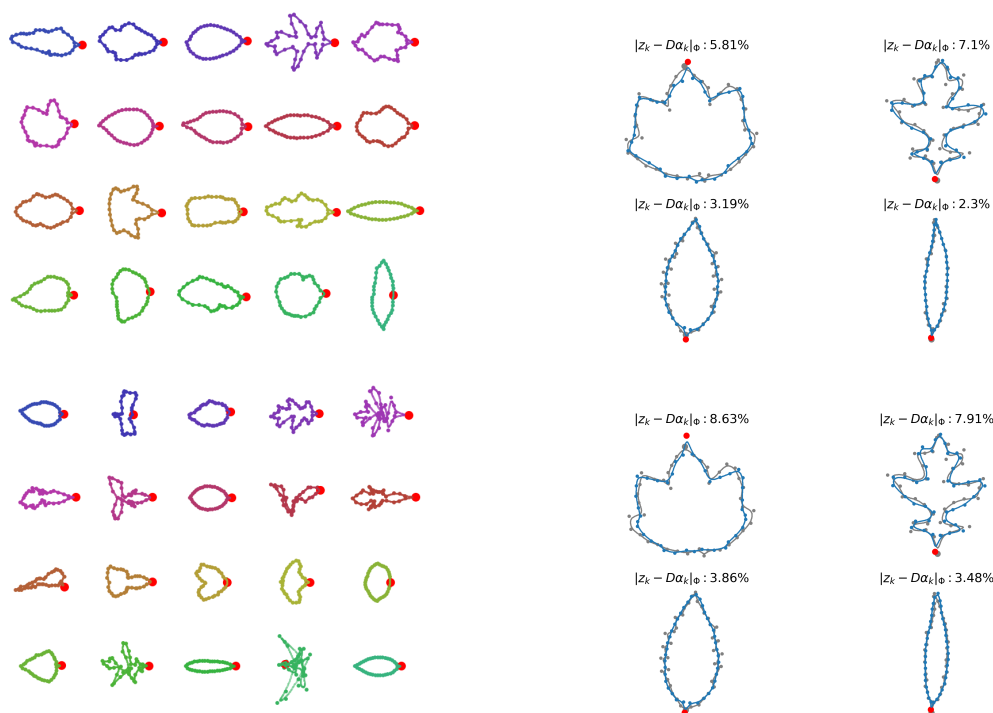 |z_k − Dα_k|_Φ : 5.81%
|z_k − Dα_k|_Φ : 7.1%
|z_k − Dα_k|_Φ : 3.19%
|z_k − Dα_k|_Φ : 2.3%
|z_k − Dα_k|_Φ : 8.63%
|z_k − Dα_k|_Φ : 7.91%
|z_k − Dα_k|_Φ : 3.86%
|z_k − Dα_k|_Φ : 3.48%